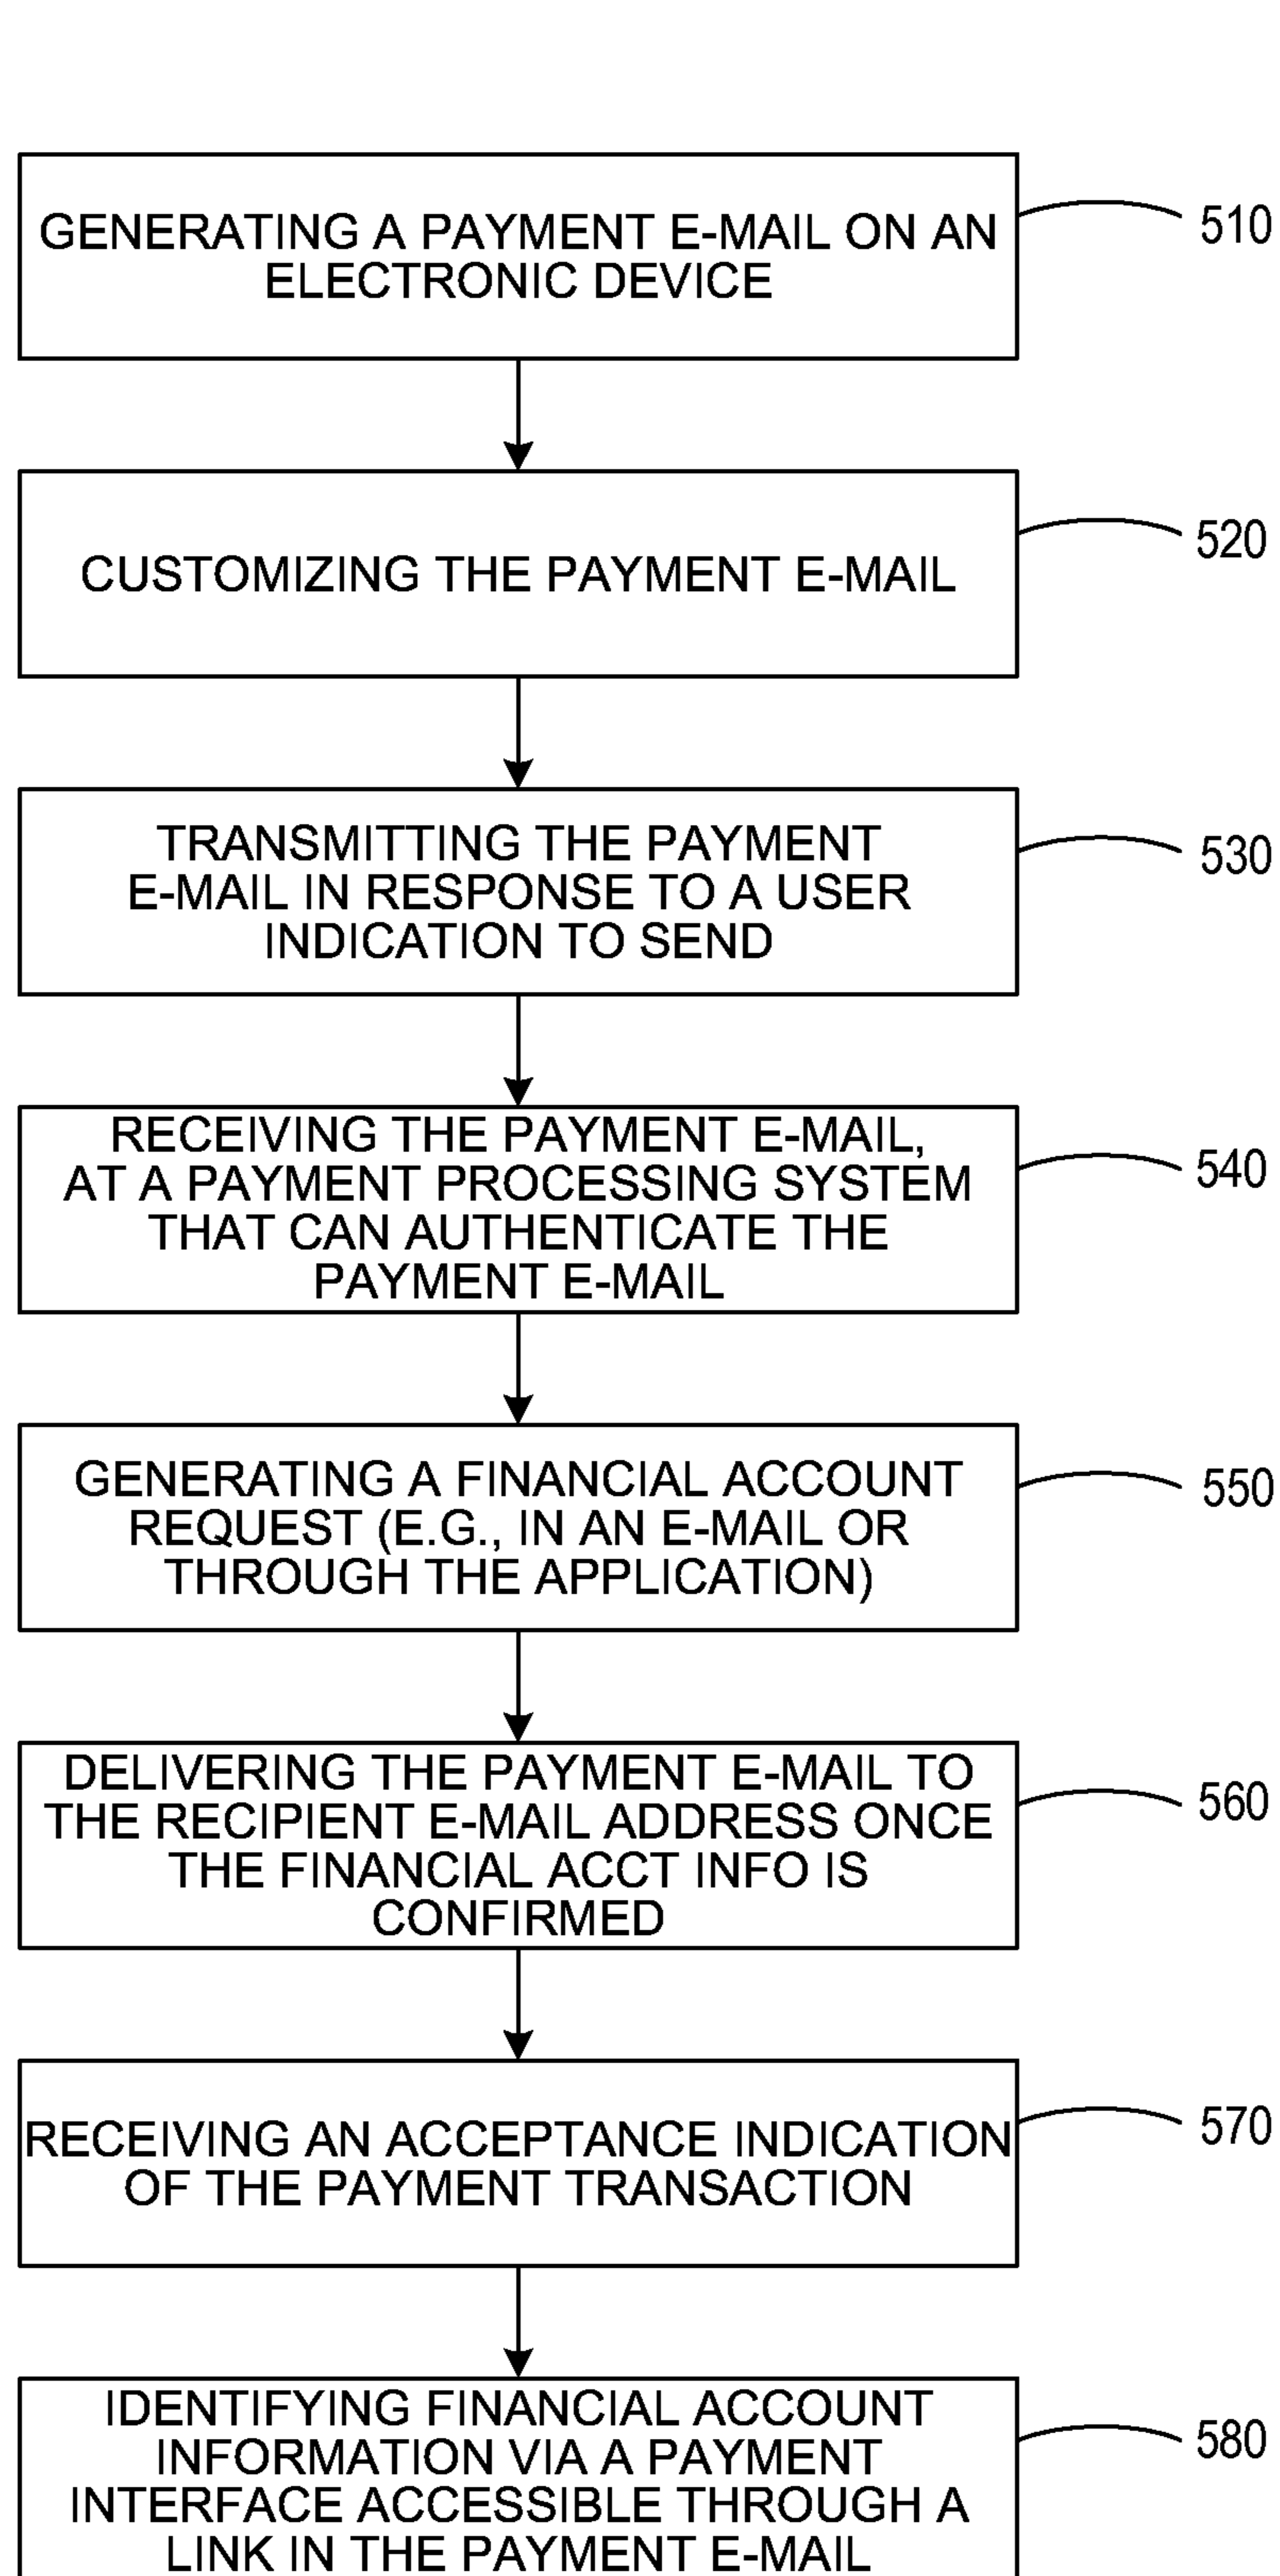 GENERATING A PAYMENT E-MAIL ON AN
ELECTRONIC DEVICE
510
CUSTOMIZING THE PAYMENT E-MAIL
520
TRANSMITTING THE PAYMENT
E-MAIL IN RESPONSE TO A USER
INDICATION TO SEND
530
RECEIVING THE PAYMENT E-MAIL,
AT A PAYMENT PROCESSING SYSTEM
THAT CAN AUTHENTICATE THE
PAYMENT E-MAIL
540
GENERATING A FINANCIAL ACCOUNT
REQUEST (E.G., IN AN E-MAIL OR
THROUGH THE APPLICATION)
550
DELIVERING THE PAYMENT E-MAIL TO
THE RECIPIENT E-MAIL ADDRESS ONCE
THE FINANCIAL ACCT INFO IS
CONFIRMED
560
RECEIVING AN ACCEPTANCE INDICATION
OF THE PAYMENT TRANSACTION
570
IDENTIFYING FINANCIAL ACCOUNT
INFORMATION VIA A PAYMENT
INTERFACE ACCESSIBLE THROUGH A
LINK IN THE PAYMENT E-MAIL
580